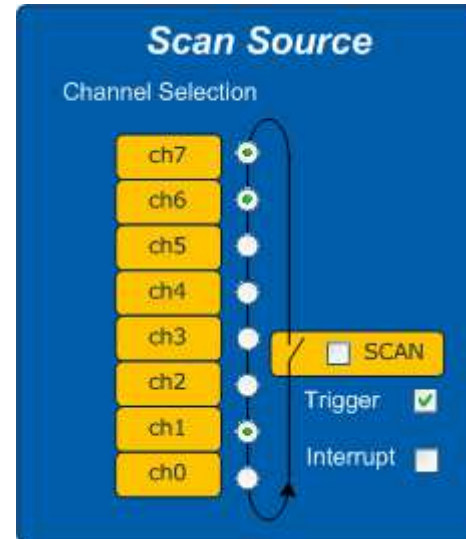 Scan Source
Channel Selection
ch7
ch6
ch5
ch4
ch3
SCAN
ch2
Trigger
ch1
Interrupt
ch0